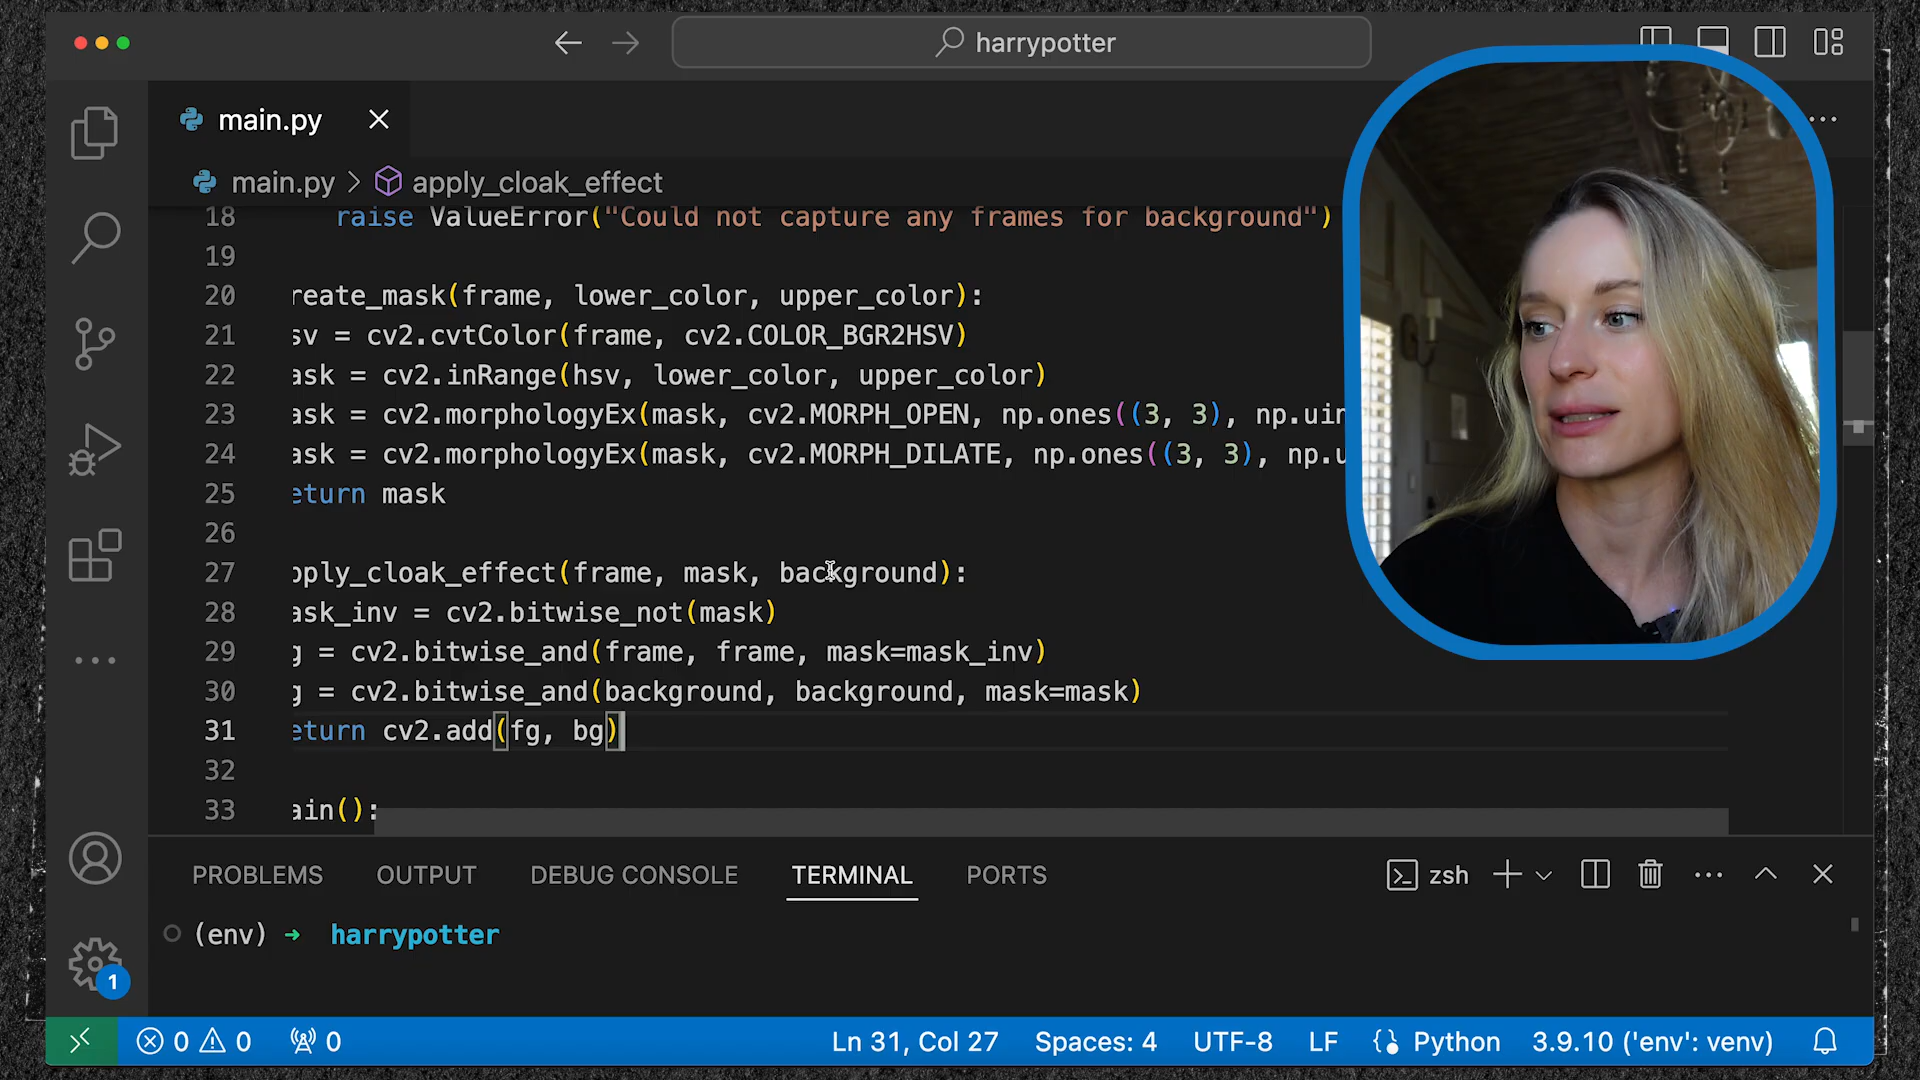 harrypotter
main.py
main.py > apply_cloak_effect
18 raise ValueError("Could not capture any frames for background")
19
20 reate_mask(frame, lower_color, upper_color):
21 sv = cv2.cvtColor(frame, cv2.COLOR_BGR2HSV)
22 ask = cv2.inRange(hsv, lower_color, upper_color)
23 ask = cv2.morphologyEx(mask, cv2.MORPH_OPEN, np.ones((3, 3), np.uin
24 ask = cv2.morphologyEx(mask, cv2.MORPH_DILATE, np.ones((3, 3), np.u
25 eturn mask
26
27 pply_cloak_effect(frame, mask, background):
28 ask_inv = cv2.bitwise_not(mask)
29 g = cv2.bitwise_and(frame, frame, mask=mask_inv)
30 g = cv2.bitwise_and(background, background, mask=mask)
31 eturn cv2.add(fg, bg)
32
33 ain():
PROBLEMS OUTPUT DEBUG CONSOLE TERMINAL PORTS zsh
(env) → harrypotter
1
0 0 0 Ln 31, Col 27 Spaces: 4 UTF-8 LF Python 3.9.10 ('env': venv)